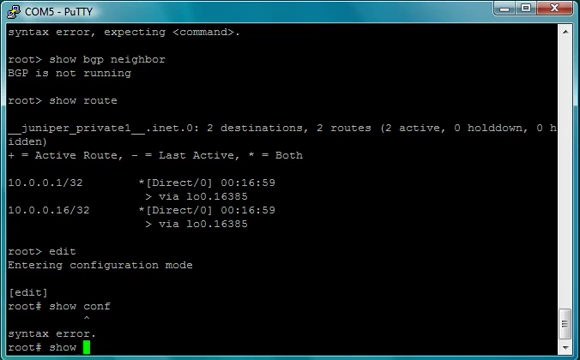 COM5 - PuTTY
syntax error, expecting <command>.
root> show bgp neighbor
BGP is not running
root> show route
__juniper_private1__.inet.0: 2 destinations, 2 routes (2 active, 0 holddown, 0 h
idden)
+ = Active Route, - = Last Active, * = Both
10.0.0.1/32 *[Direct/0] 00:16:59
> via lo0.16385
10.0.0.16/32 *[Direct/0] 00:16:59
> via lo0.16385
root> edit
Entering configuration mode
[edit]
root# show conf
^
syntax error.
root# show